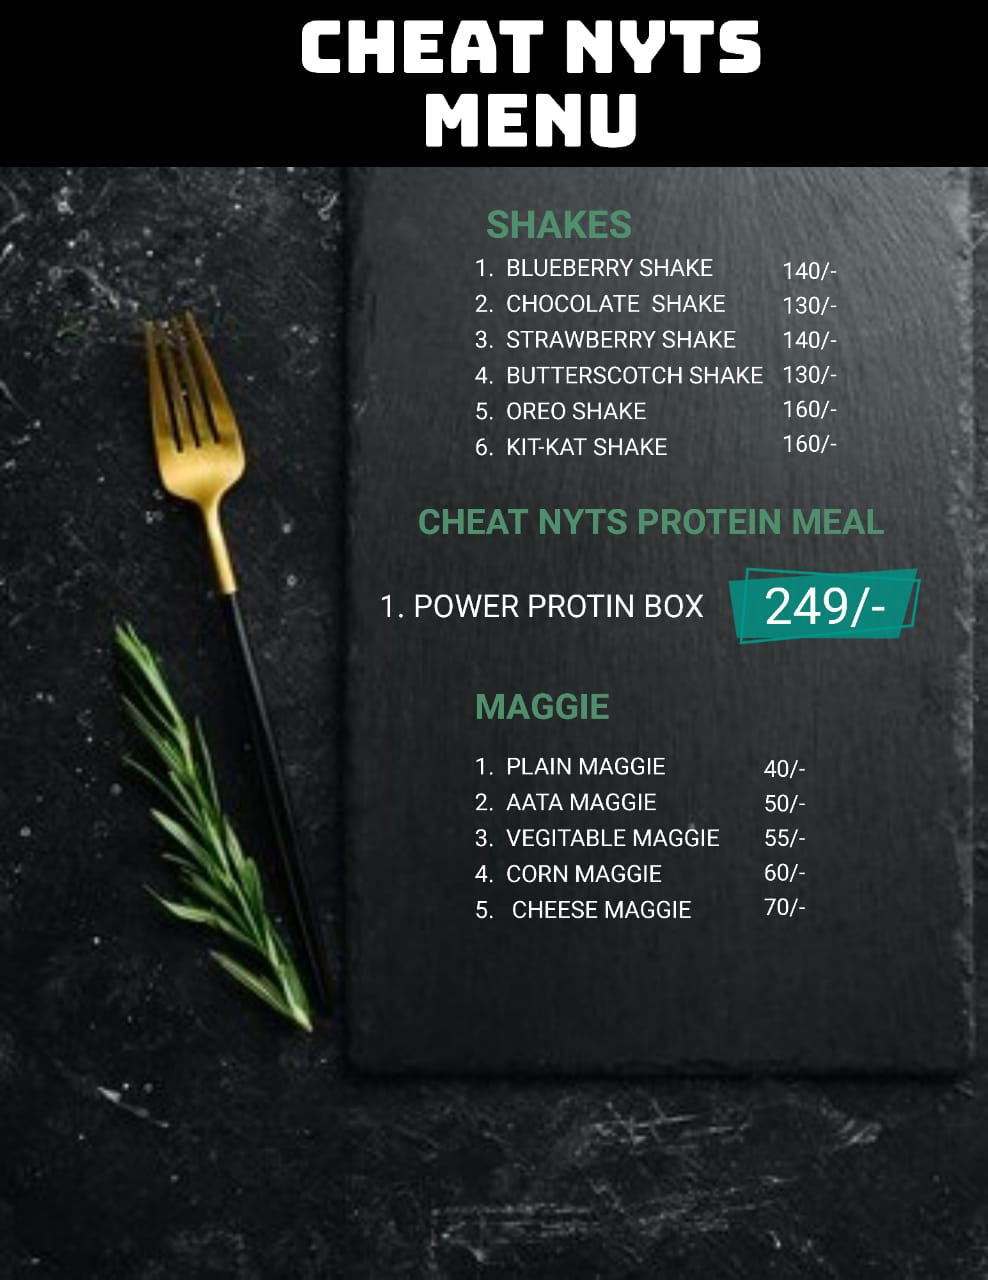 CHEAT NYTS
MENU
SHAKES
1. BLUEBERRY SHAKE 140/-
2. CHOCOLATE SHAKE 130/-
3. STRAWBERRY SHAKE 140/-
4. BUTTERSCOTCH SHAKE 130/-
5. OREO SHAKE 160/-
6. KIT-KAT SHAKE 160/-
CHEAT NYTS PROTEIN MEAL
1. POWER PROTIN BOX 249/-
MAGGIE
1. PLAIN MAGGIE 40/-
2. AATA MAGGIE 50/-
3. VEGITABLE MAGGIE 55/-
4. CORN MAGGIE 60/-
5. CHEESE MAGGIE 70/-